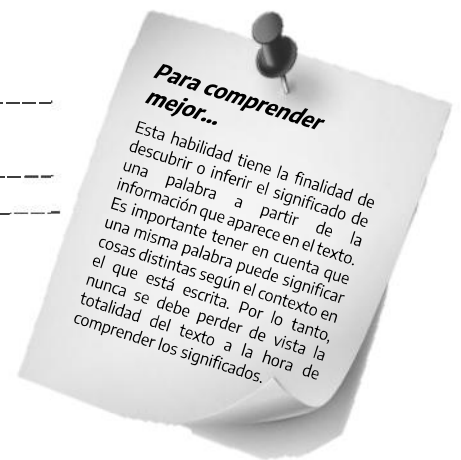 Para comprender
mejor...
Esta habilidad tiene la finalidad de
descubrir o inferir el significado de
una palabra a partir de la
información que aparece en el texto.
Es importante tener en cuenta que
una misma palabra puede significar
cosas distintas según el contexto en
el que está escrita. Por lo tanto,
nunca se debe perder de vista la
totalidad del texto a la hora de
comprender los significados.